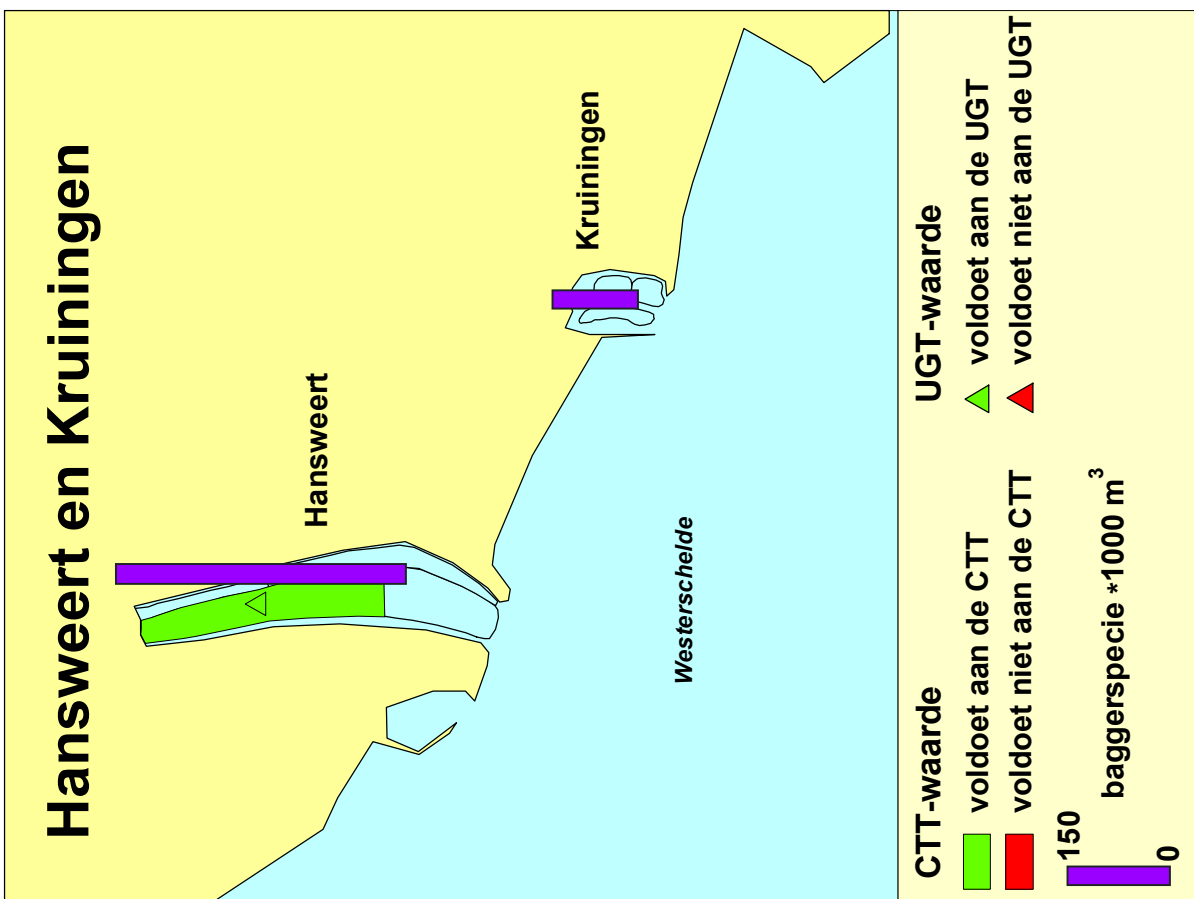 Hansweert en Kruiningen
Hansweert
Kruiningen
Westerschelde
CTT-waarde
voldoet aan de CTT
voldoet niet aan de CTT
UGT-waarde
voldoet aan de UGT
voldoet niet aan de UGT
150
0
baggerspecie *1000 m³